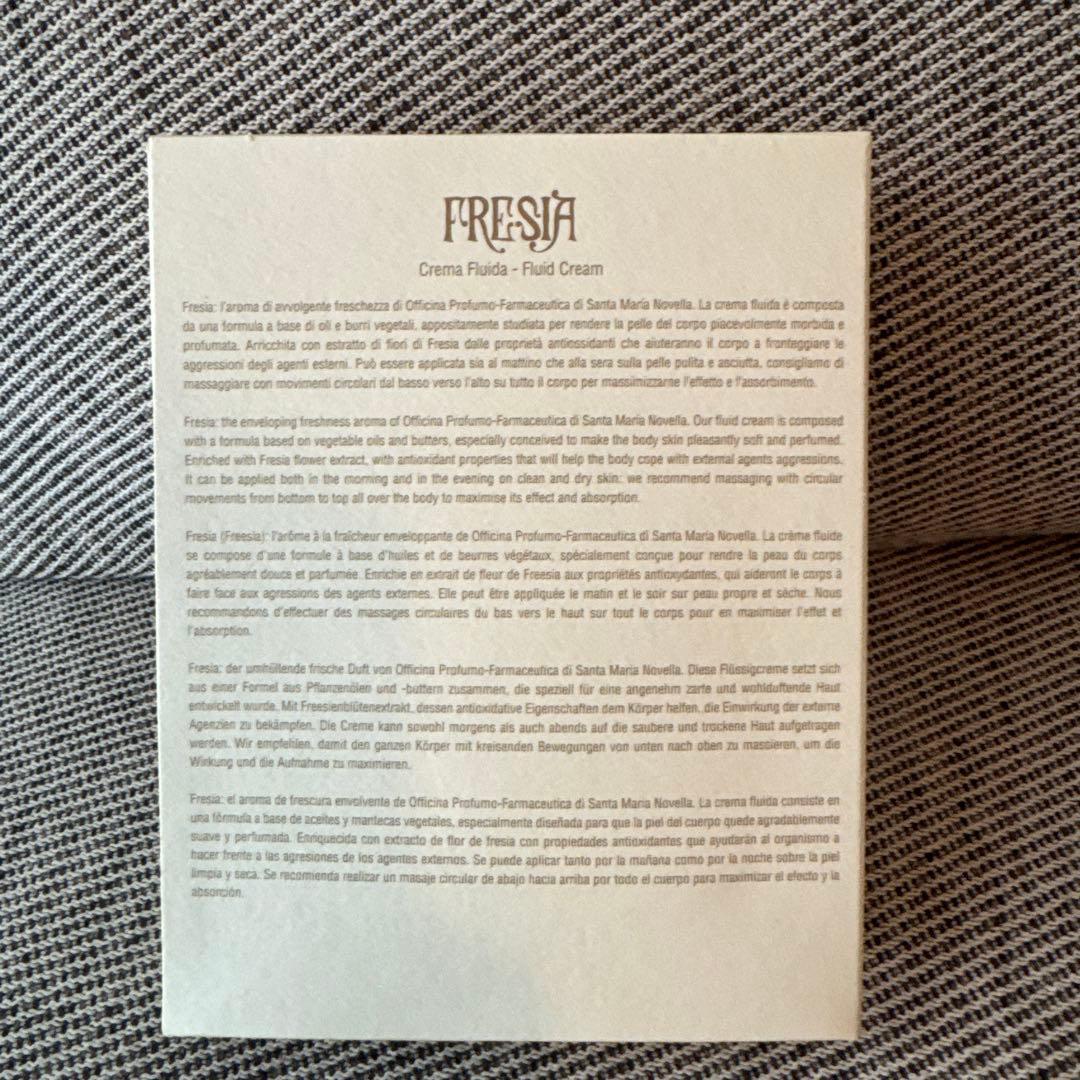 FRESIA
Crema Fluida - Fluid Cream
Fresia: l'aroma di avvolgente freschezza di Officina Profumo-Farmaceutica di Santa Maria Novella. La crema fluida è composta
da una formula a base di oli e burri vegetali, appositamente studiata per rendere la pelle del corpo piacevolmente morbida e
profumata. Arricchita con estratto di fiori di Fresia dalle proprietà antiossidanti che aiuteranno il corpo a fronteggiare le
aggressioni degli agenti esterni. Può essere applicata sia al mattino che alla sera sulla pelle pulita e asciutta, consigliamo di
massaggiare con movimenti circolari dal basso verso l'alto su tutto il corpo per massimizzarne l'effetto e l'assorbimento.
Fresia: the enveloping freshness aroma of Officina Profumo-Farmaceutica di Santa Maria Novella. Our fluid cream is composed
with a formula based on vegetable oils and butters, especially conceived to make the body skin pleasantly soft and perfumed.
Enriched with Fresia flower extract, with antioxidant properties that will help the body cope with external agents aggressions.
It can be applied both in the morning and in the evening on clean and dry skin: we recommend massaging with circular
movements from bottom to top all over the body to maximise its effect and absorption.
Fresia (Freesia): l'arôme à la fraîcheur enveloppante de Officina Profumo-Farmaceutica di Santa Maria Novella. La crème fluide
se compose d'une formule à base d'huiles et de beurres végétaux, spécialement conçue pour rendre la peau du corps
agréablement douce et parfumée. Enrichie en extrait de fleur de Freesia aux propriétés antioxydantes, qui aideront le corps à
faire face aux agressions des agents externes. Elle peut être appliquée le matin et le soir sur peau propre et sèche. Nous
recommandons d'effectuer des massages circulaires du bas vers le haut sur tout le corps pour en maximiser l'effet et
l'absorption.
Fresia: der umhüllende frische Duft von Officina Profumo-Farmaceutica di Santa Maria Novella. Diese Flüssigcreme setzt sich
aus einer Formel aus Pflanzenölen und -buttern zusammen, die speziell für eine angenehm zarte und wohlduftende Haut
entwickelt wurde. Mit Freesienblütenextrakt, dessen antioxidative Eigenschaften dem Körper helfen, die Einwirkung der externe
Agenzien zu bekämpfen. Die Creme kann sowohl morgens als auch abends auf die saubere und trockene Haut aufgetragen
werden. Wir empfehlen, damit den ganzen Körper mit kreisenden Bewegungen von unten nach oben zu massieren, um die
Wirkung und die Aufnahme zu maximieren.
Fresia: el aroma de frescura envolvente de Officina Profumo-Farmaceutica di Santa Maria Novella. La crema fluida consiste en
una fórmula a base de aceites y mantecas vegetales, especialmente diseñada para que la piel del cuerpo quede agradablemente
suave y perfumada. Enriquecida con extracto de flor de fresia con propiedades antioxidantes que ayudarán al organismo a
hacer frente a las agresiones de los agentes externos. Se puede aplicar tanto por la mañana como por la noche sobre la piel
limpia y seca. Se recomienda realizar un masaje circular de abajo hacia arriba por todo el cuerpo para maximizar el efecto y la
absorción.